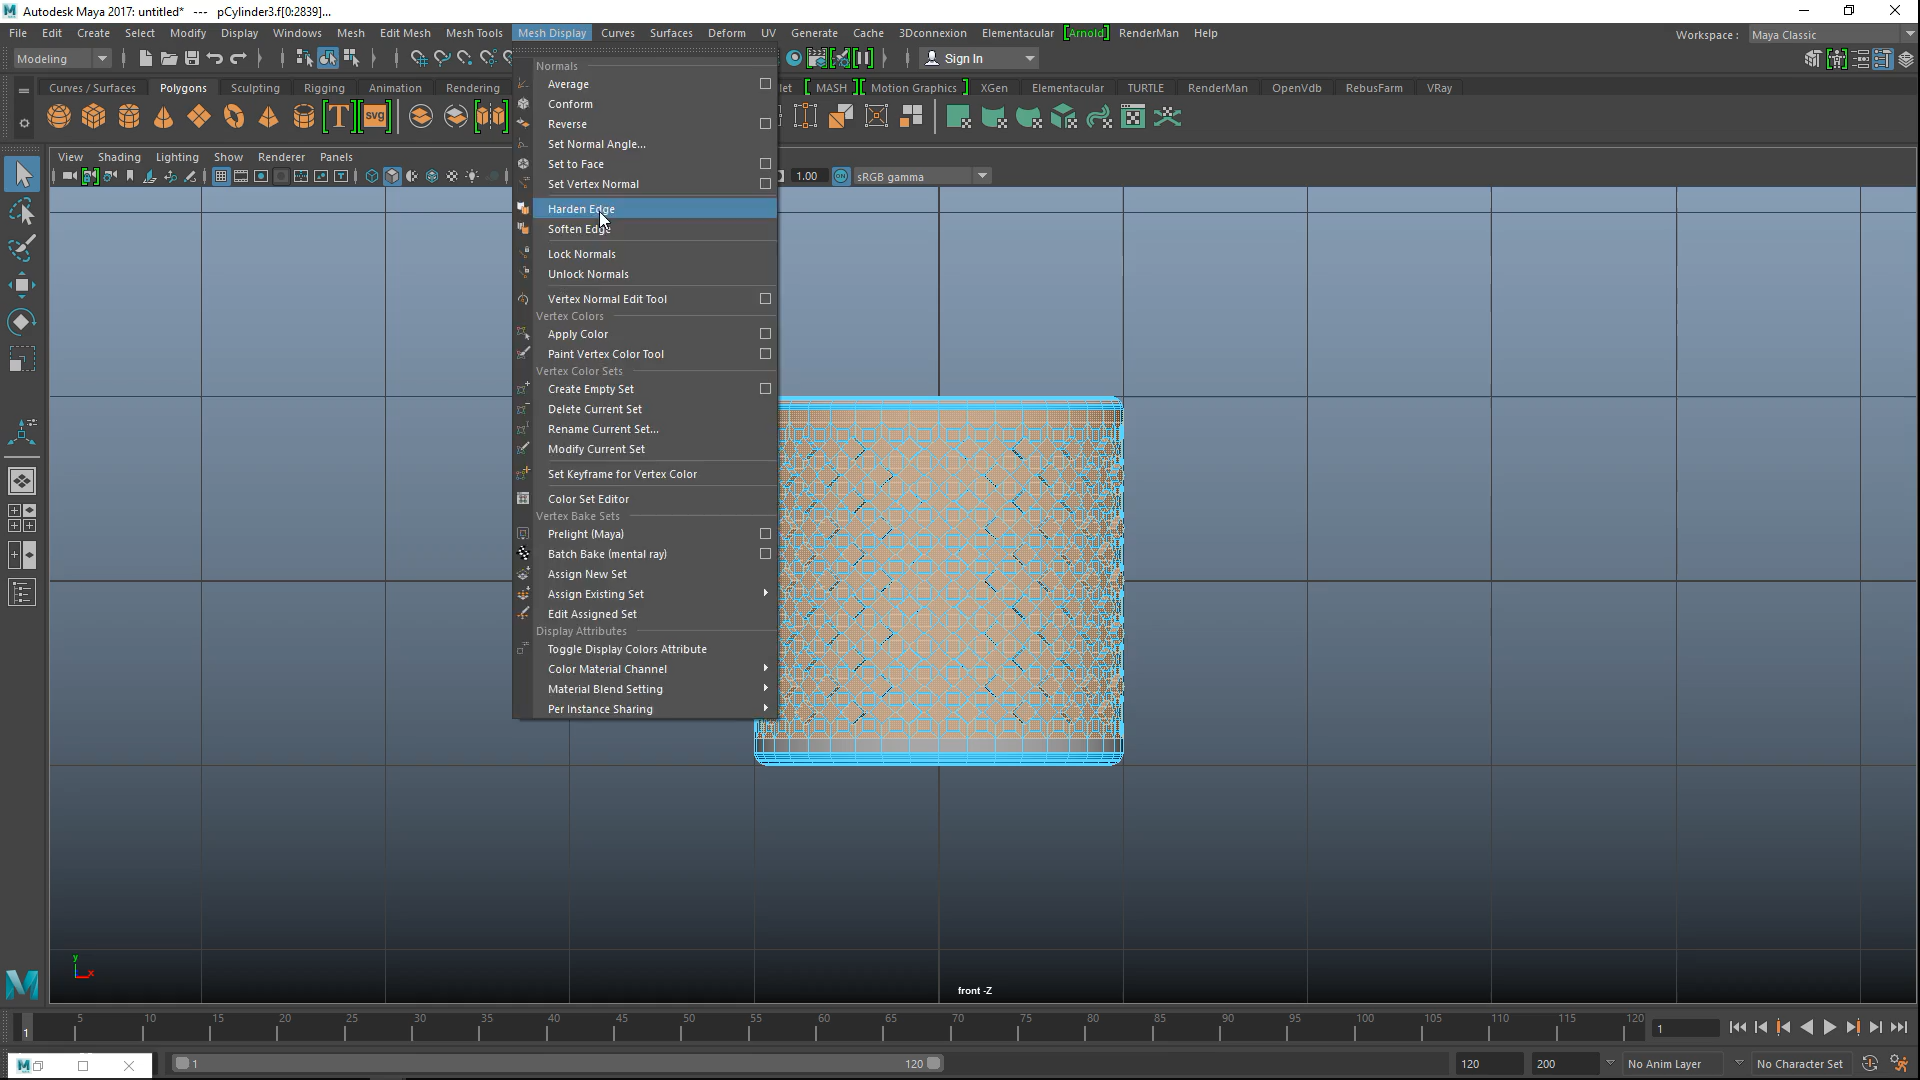 Autodesk Maya 2017: untitled*   ---   pCylinder3.f[0:2839]...
File Edit Create Select Modify Display Windows Mesh Edit Mesh Mesh Tools Mesh Display Curves Surfaces Deform UV Generate Cache 3Dconnexion Elementacular [Arnold] RenderMan Help Workspace : Maya Classic
Modeling Sign In
Curves / Surfaces Polygons Sculpting Rigging Animation Rendering MASH Motion Graphics XGen Elementacular TURTLE RenderMan OpenVdb RebusFarm VRay
T svg
View Shading Lighting Show Renderer Panels
1.00 ON sRGB gamma
Normals
Average
Conform
Reverse
Set Normal Angle...
Set to Face
Set Vertex Normal
Harden Edge
Soften Edge
Lock Normals
Unlock Normals
Vertex Normal Edit Tool
Vertex Colors
Apply Color
Paint Vertex Color Tool
Vertex Color Sets
Create Empty Set
Delete Current Set
Rename Current Set...
Modify Current Set
Set Keyframe for Vertex Color
Color Set Editor
Vertex Bake Sets
Prelight (Maya)
Batch Bake (mental ray)
Assign New Set
Assign Existing Set
Edit Assigned Set
Display Attributes
Toggle Display Colors Attribute
Color Material Channel
Material Blend Setting
Per Instance Sharing
y
x
front -Z
1 5 10 15 20 25 30 35 40 45 50 55 60 65 70 75 80 85 90 95 100 105 110 115 120 1
1 120 120 200 No Anim Layer No Character Set